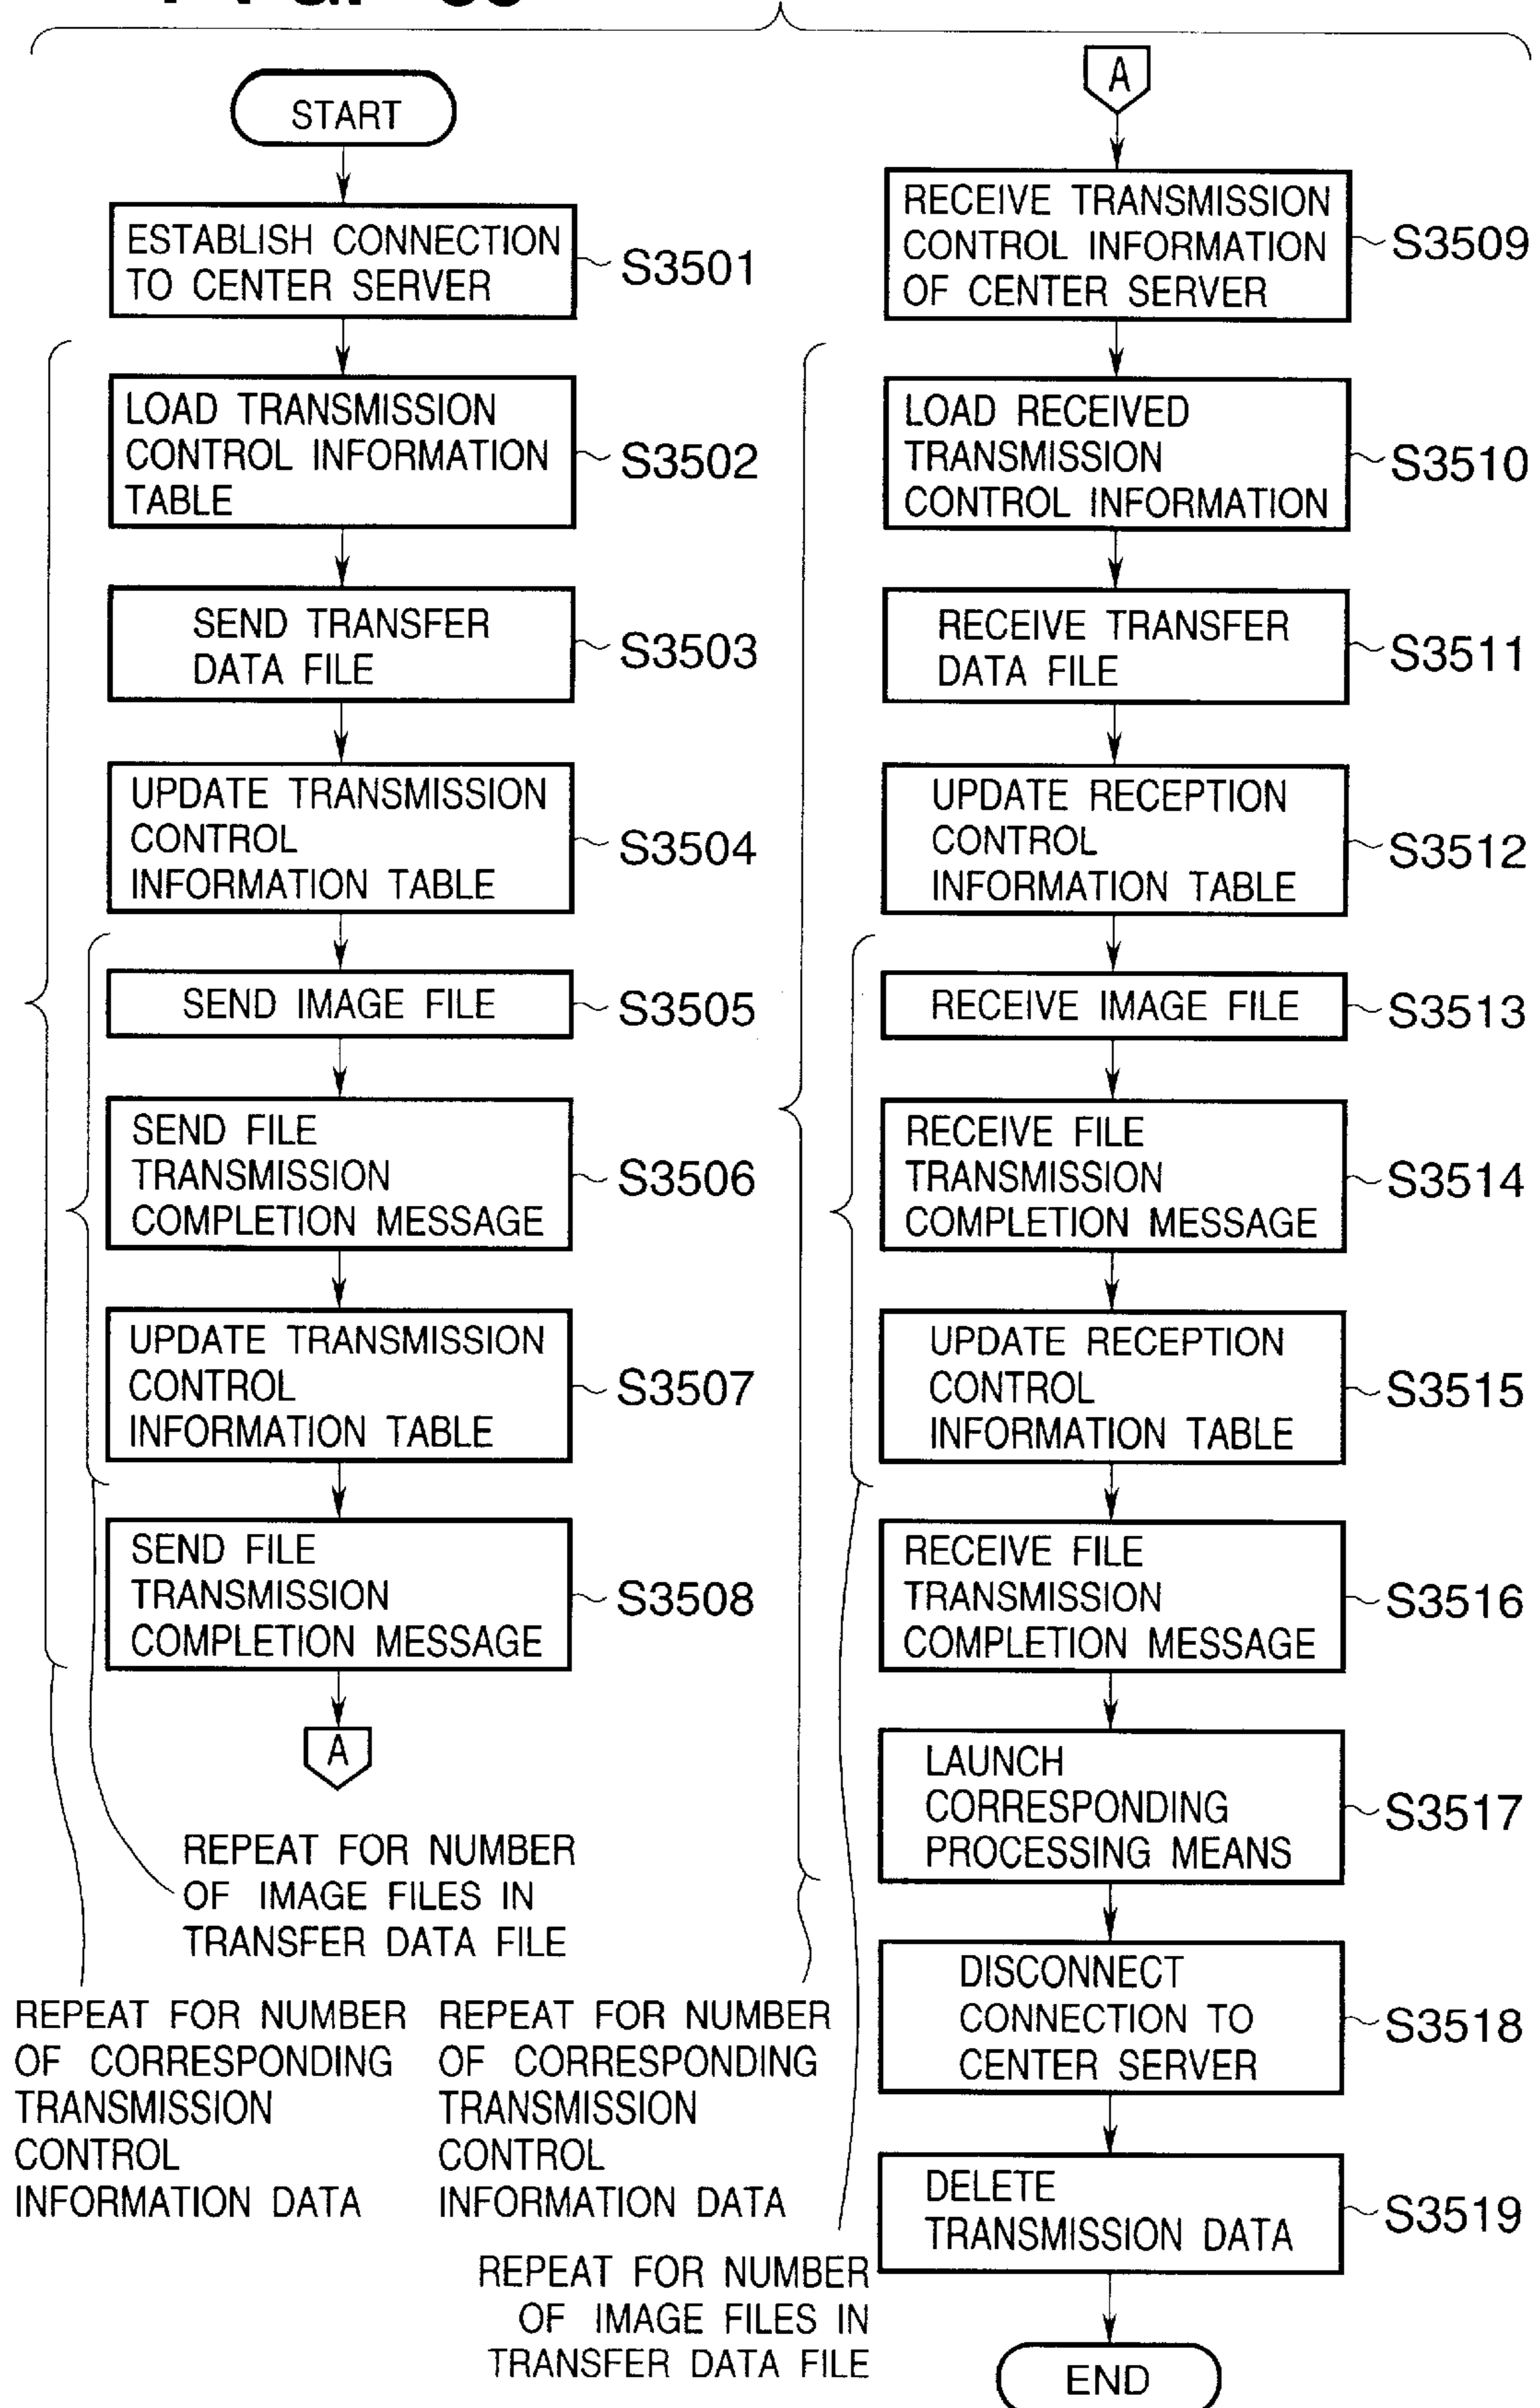 START
ESTABLISH CONNECTION
TO CENTER SERVER
S3501
LOAD TRANSMISSION
CONTROL INFORMATION
TABLE
S3502
SEND TRANSFER
DATA FILE
S3503
UPDATE TRANSMISSION
CONTROL
INFORMATION TABLE
S3504
SEND IMAGE FILE
S3505
SEND FILE
TRANSMISSION
COMPLETION MESSAGE
S3506
UPDATE TRANSMISSION
CONTROL
INFORMATION TABLE
S3507
SEND FILE
TRANSMISSION
COMPLETION MESSAGE
S3508
A
REPEAT FOR NUMBER
OF IMAGE FILES IN
TRANSFER DATA FILE
REPEAT FOR NUMBER
OF CORRESPONDING
TRANSMISSION
CONTROL
INFORMATION DATA
A
RECEIVE TRANSMISSION
CONTROL INFORMATION
OF CENTER SERVER
S3509
LOAD RECEIVED
TRANSMISSION
CONTROL INFORMATION
S3510
RECEIVE TRANSFER
DATA FILE
S3511
UPDATE RECEPTION
CONTROL
INFORMATION TABLE
S3512
RECEIVE IMAGE FILE
S3513
RECEIVE FILE
TRANSMISSION
COMPLETION MESSAGE
S3514
UPDATE RECEPTION
CONTROL
INFORMATION TABLE
S3515
RECEIVE FILE
TRANSMISSION
COMPLETION MESSAGE
S3516
LAUNCH
CORRESPONDING
PROCESSING MEANS
S3517
DISCONNECT
CONNECTION TO
CENTER SERVER
S3518
DELETE
TRANSMISSION DATA
S3519
END
REPEAT FOR NUMBER
OF CORRESPONDING
TRANSMISSION
CONTROL
INFORMATION DATA
REPEAT FOR NUMBER
OF IMAGE FILES IN
TRANSFER DATA FILE